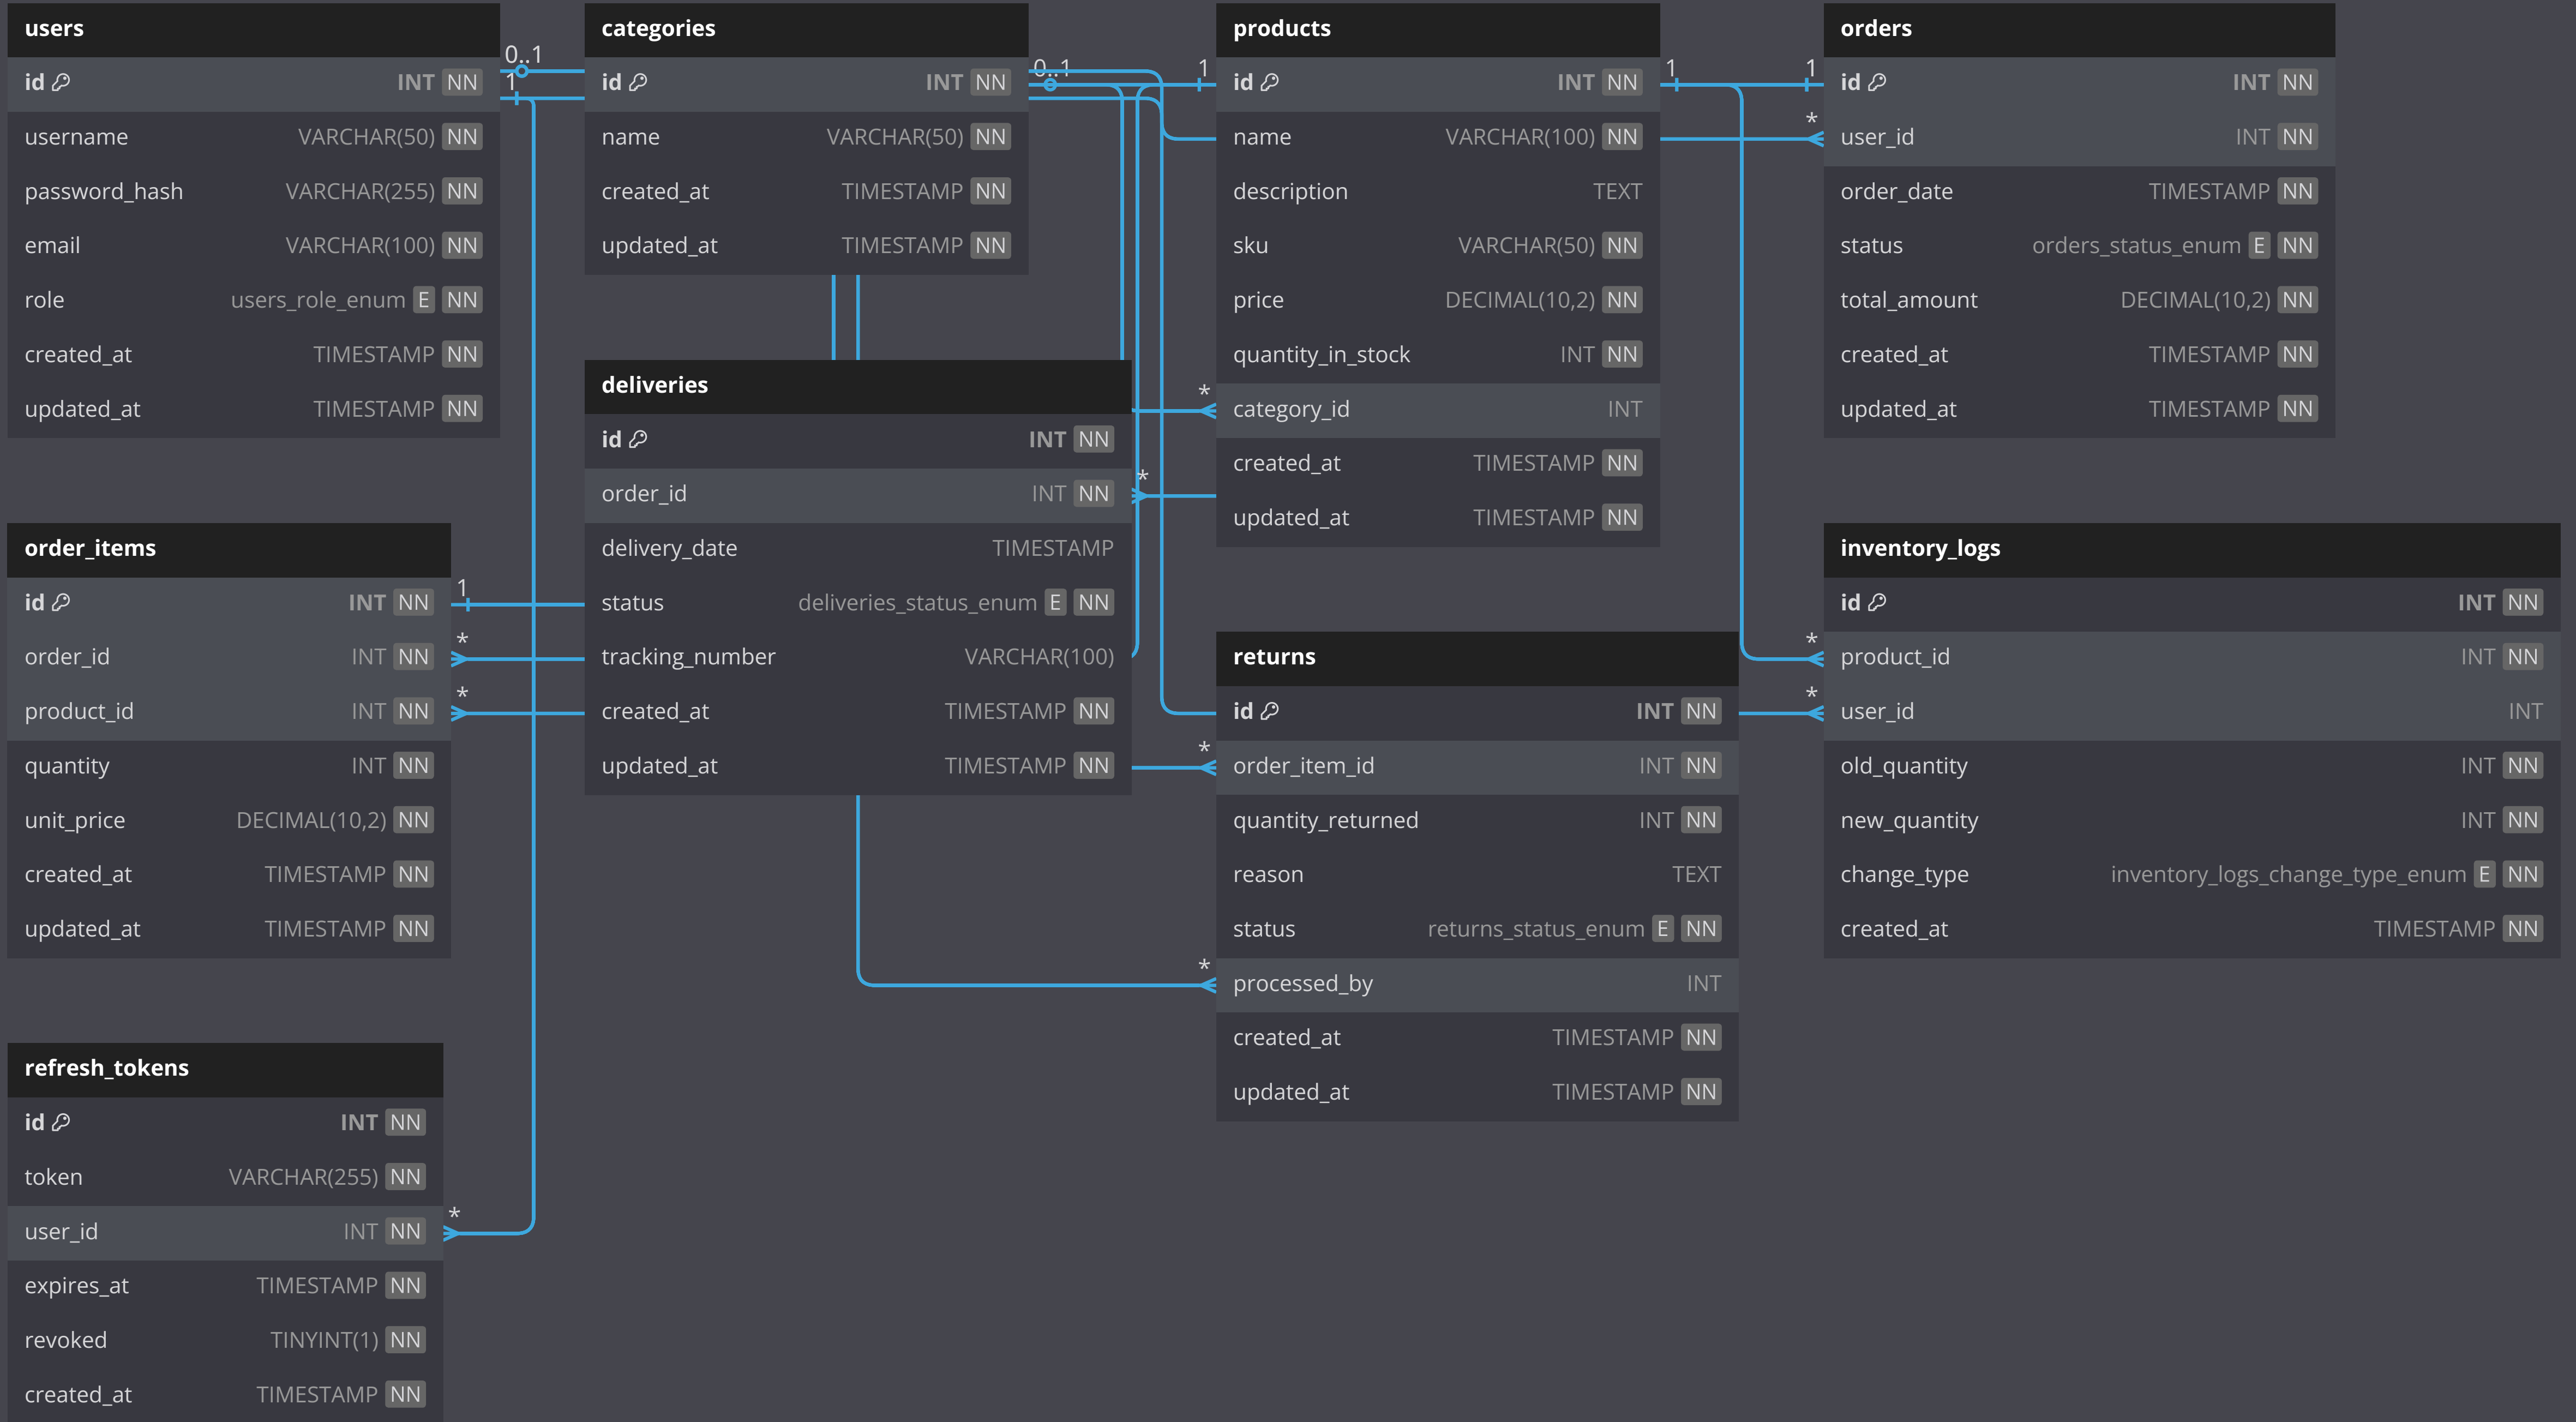 users
id INT NN
username VARCHAR(50) NN
password_hash VARCHAR(255) NN
email VARCHAR(100) NN
role users_role_enum E NN
created_at TIMESTAMP NN
updated_at TIMESTAMP NN
0..1
1
categories
id INT NN
name VARCHAR(50) NN
created_at TIMESTAMP NN
updated_at TIMESTAMP NN
0..1
1
products
id INT NN
name VARCHAR(100) NN
description TEXT
sku VARCHAR(50) NN
price DECIMAL(10,2) NN
quantity_in_stock INT NN
* category_id INT
created_at TIMESTAMP NN
updated_at TIMESTAMP NN
1
1
orders
id INT NN
* user_id INT NN
order_date TIMESTAMP NN
status orders_status_enum E NN
total_amount DECIMAL(10,2) NN
created_at TIMESTAMP NN
updated_at TIMESTAMP NN
deliveries
id INT NN
order_id INT NN *
delivery_date TIMESTAMP
status deliveries_status_enum E NN
tracking_number VARCHAR(100)
created_at TIMESTAMP NN
updated_at TIMESTAMP NN
order_items
id INT NN 1
order_id INT NN *
product_id INT NN *
quantity INT NN
unit_price DECIMAL(10,2) NN
created_at TIMESTAMP NN
updated_at TIMESTAMP NN
returns
id INT NN
* order_item_id INT NN
quantity_returned INT NN
reason TEXT
status returns_status_enum E NN
* processed_by INT
created_at TIMESTAMP NN
updated_at TIMESTAMP NN
inventory_logs
id INT NN
* product_id INT NN
* user_id INT
old_quantity INT NN
new_quantity INT NN
change_type inventory_logs_change_type_enum E NN
created_at TIMESTAMP NN
refresh_tokens
id INT NN
token VARCHAR(255) NN
user_id INT NN *
expires_at TIMESTAMP NN
revoked TINYINT(1) NN
created_at TIMESTAMP NN